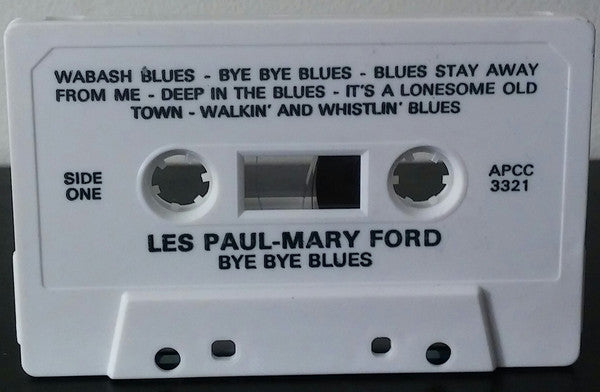 WABASH BLUES - BYE BYE BLUES - BLUES STAY AWAY
FROM ME - DEEP IN THE BLUES - IT'S A LONESOME OLD
TOWN - WALKIN' AND WHISTLIN' BLUES
SIDE
ONE
APCC
3321
LES PAUL-MARY FORD
BYE BYE BLUES